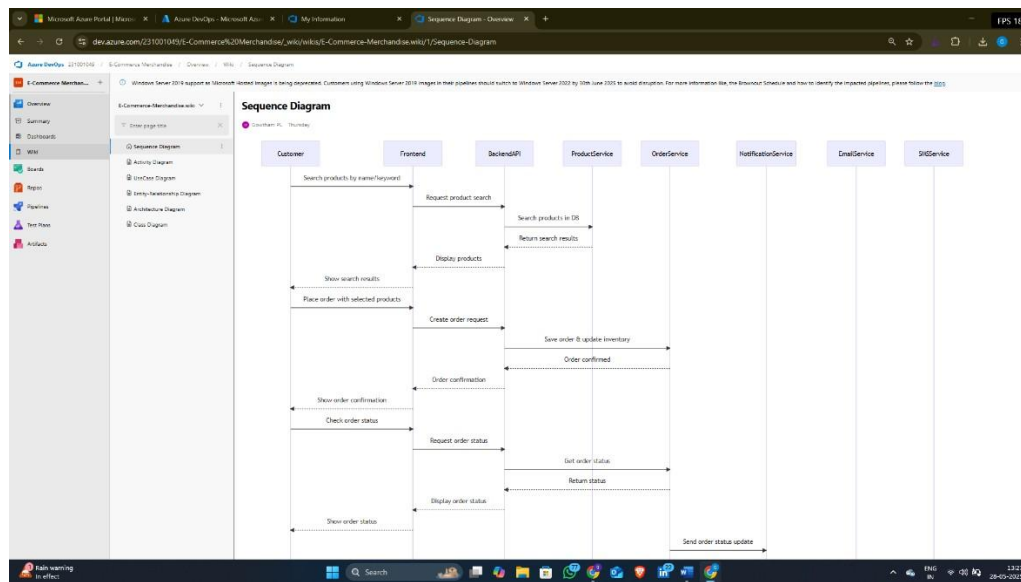 Microsoft Azure Portal | Micros
Azure DevOps - Microsoft Azu
My Information
Sequence Diagram - Overview
FPS 18
dev.azure.com/231001049/E-Commerce%20Merchandise/_wiki/wikis/E-Commerce-Merchandise.wiki/1/Sequence-Diagram
Azure DevOps 231001049 / E-Commerce Merchandise / Overview / Wiki / Sequence Diagram
E-Commerce Merchan...
Windows Server 2019 support as Microsoft Hosted Images is being deprecated. Customers using Windows Server 2019 images in their pipelines should switch to Windows Server 2022 by 30th June 2025 to avoid disruption. For more information like, the Brownout Schedule and how to identify the impacted pipelines, please follow the blog
Overview
Summary
Dashboards
Wiki
Boards
Repos
Pipelines
Test Plans
Artifacts
E-Commerce-Merchandise.wiki
Enter page title
Sequence Diagram
Activity Diagram
UseCase Diagram
Entity-Relationship Diagram
Architecture Diagram
Class Diagram
Sequence Diagram
Thursday
Customer
Frontend
BackendAPI
ProductService
OrderService
NotificationService
EmailService
SMSService
Search products by name/keyword
Request product search
Search products in DB
Return search results
Display products
Show search results
Place order with selected products
Create order request
Save order & update inventory
Order confirmed
Order confirmation
Show order confirmation
Check order status
Request order status
Get order status
Return status
Display order status
Show order status
Send order status update
Rain warning
In effect
Search
ENG
IN
28-05-2025